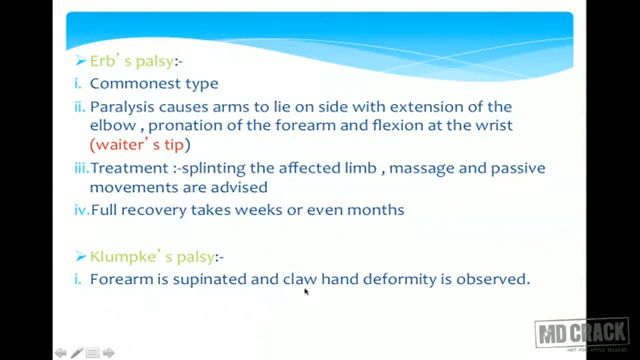 Erb's palsy:-
i. Commonest type
ii. Paralysis causes arms to lie on side with extension of the
elbow , pronation of the forearm and flexion at the wrist
(waiter's tip)
iii. Treatment :-splinting the affected limb , massage and passive
movements are advised
iv. Full recovery takes weeks or even months
Klumpke's palsy:-
i. Forearm is supinated and claw hand deformity is observed.
MD CRACK